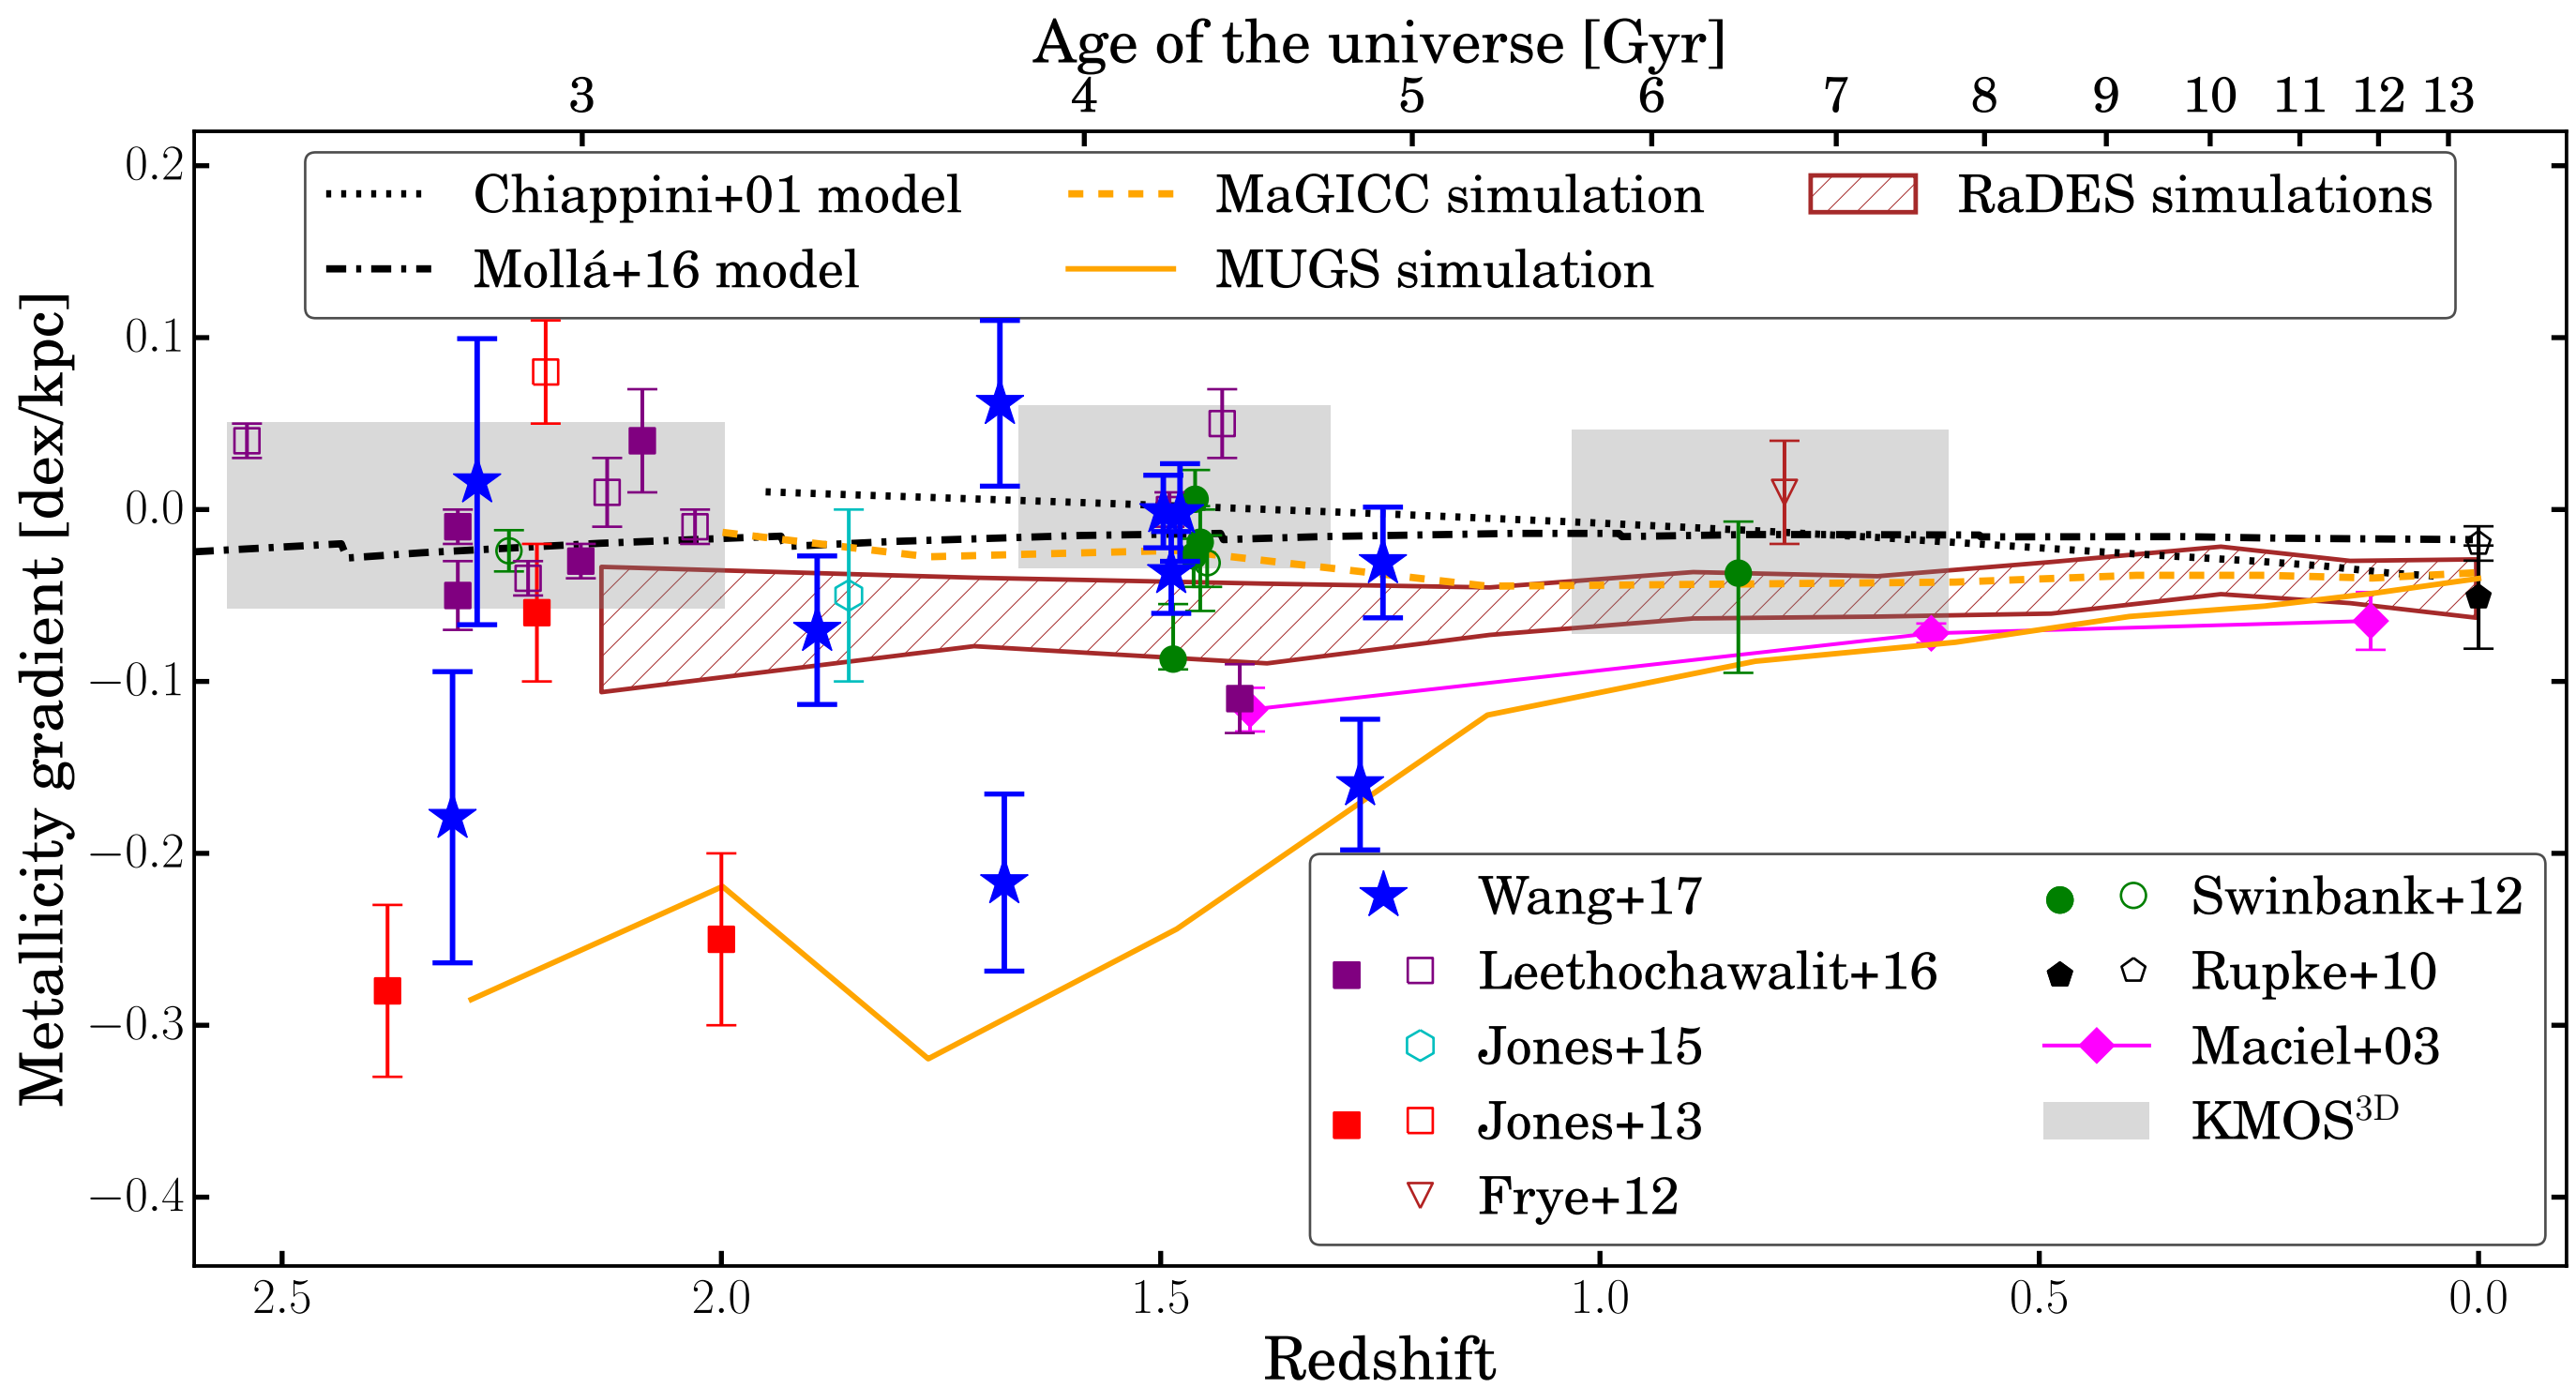 Age of the universe [Gyr]
3 4 5 6 7 8 9 10 11 12 13
Chiappini+01 model
Mollá+16 model
MaGICC simulation
MUGS simulation
RaDES simulations
Metallicity gradient [dex/kpc]
0.2
0.1
0.0
−0.1
−0.2
−0.3
−0.4
Wang+17
Leethochawalit+16
Jones+15
Jones+13
Frye+12
Swinbank+12
Rupke+10
Maciel+03
KMOS3D
2.5 2.0 1.5 1.0 0.5 0.0
Redshift